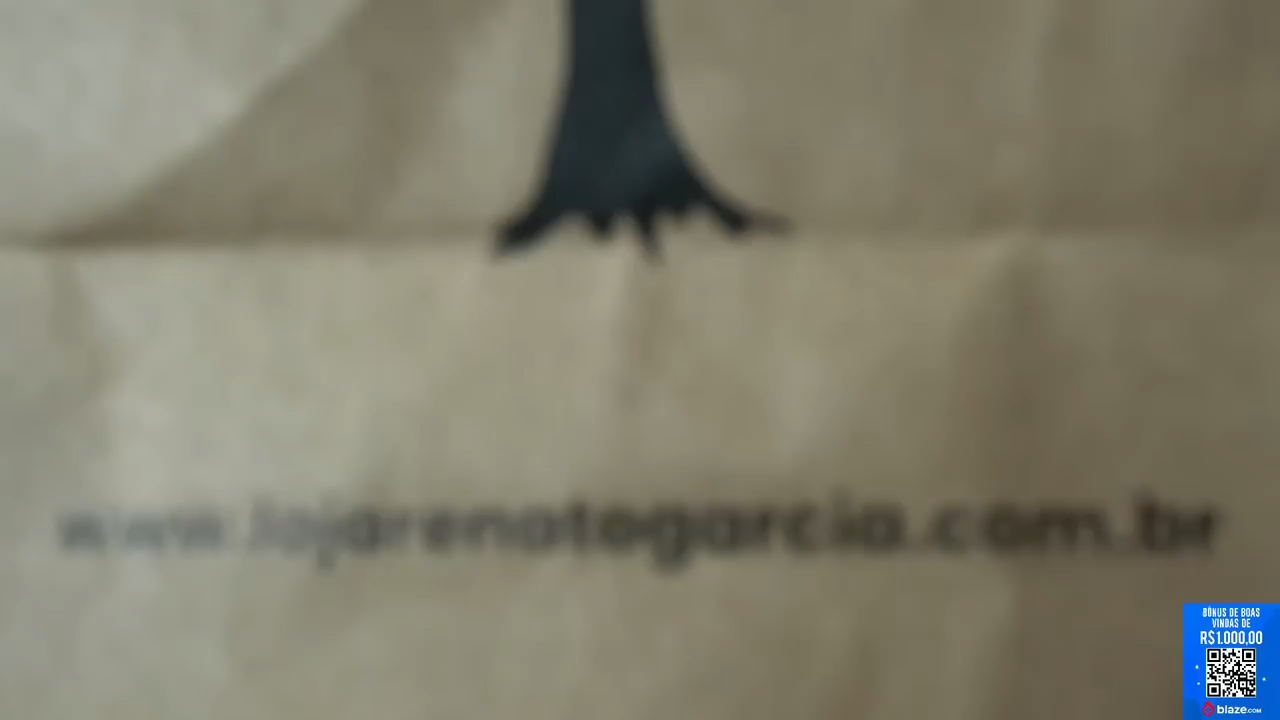 www.lojarenatogarcia.com.br
BÔNUS DE BOAS
VINDAS DE
R$1.000,00
blaze.com